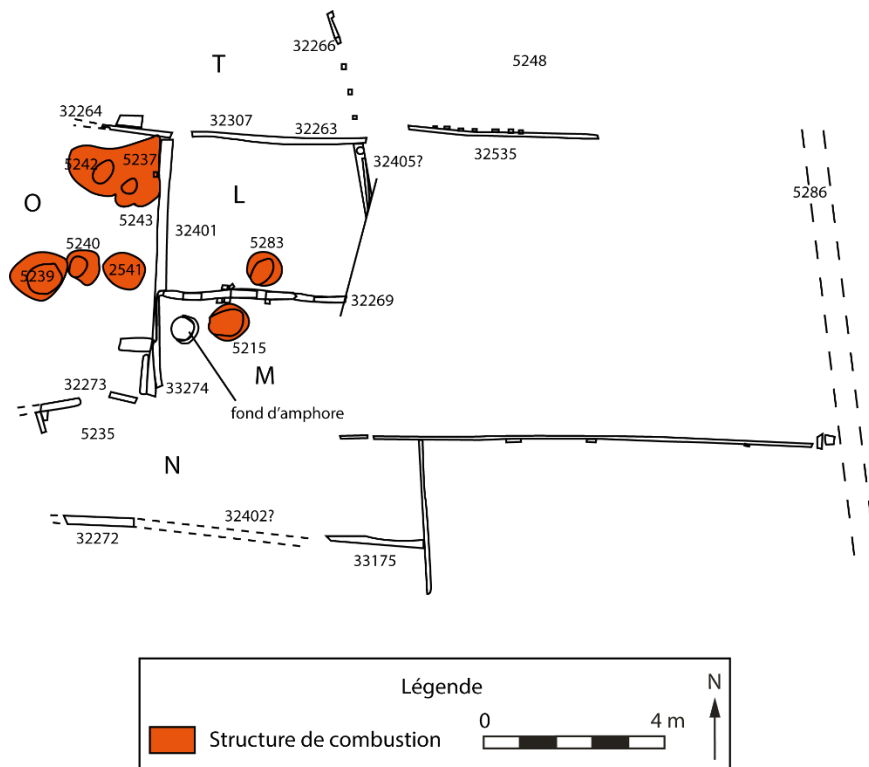 32266
T
5248
32264
32307
32263
32535
32405?
5242
5237
5286
L
O
5243
32401
5240
5283
5239
2541
32269
5215
M
33274
32273
fond d’amphore
5235
N
32402?
32272
33175
Légende
N
0
4 m
Structure de combustion